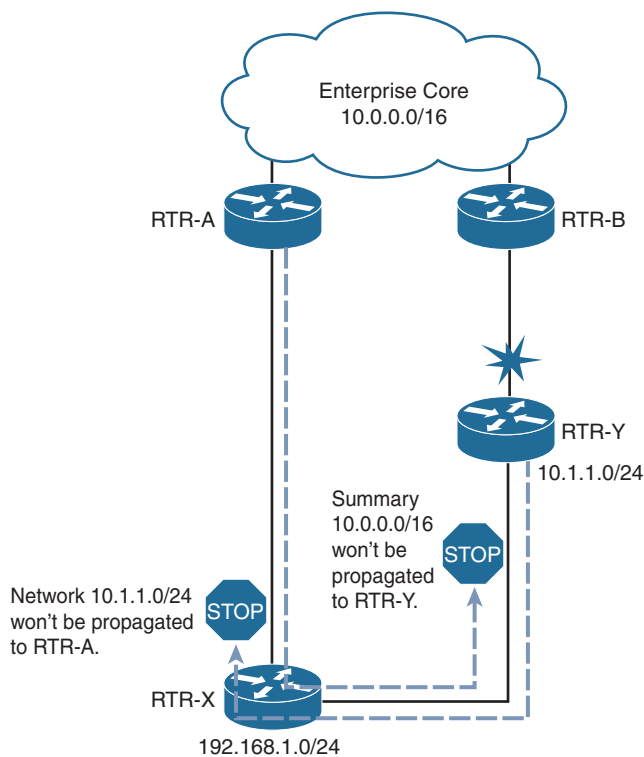 Enterprise Core
10.0.0.0/16
RTR-A
RTR-B
RTR-Y
10.1.1.0/24
Summary
10.0.0.0/16
won't be
propagated
to RTR-Y.
STOP
Network 10.1.1.0/24
won't be propagated
to RTR-A.
STOP
RTR-X
192.168.1.0/24